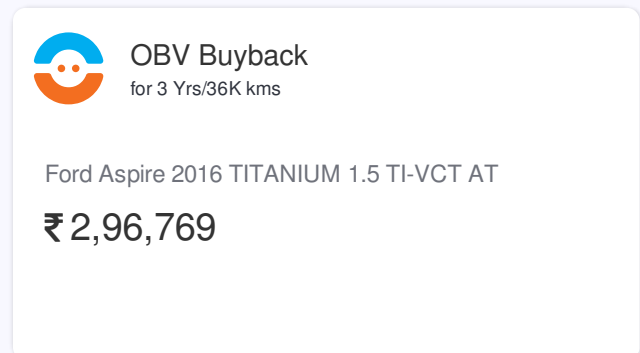 OBV Buyback
for 3 Yrs/36K kms
Ford Aspire 2016 TITANIUM 1.5 TI-VCT AT
₹ 2,96,769